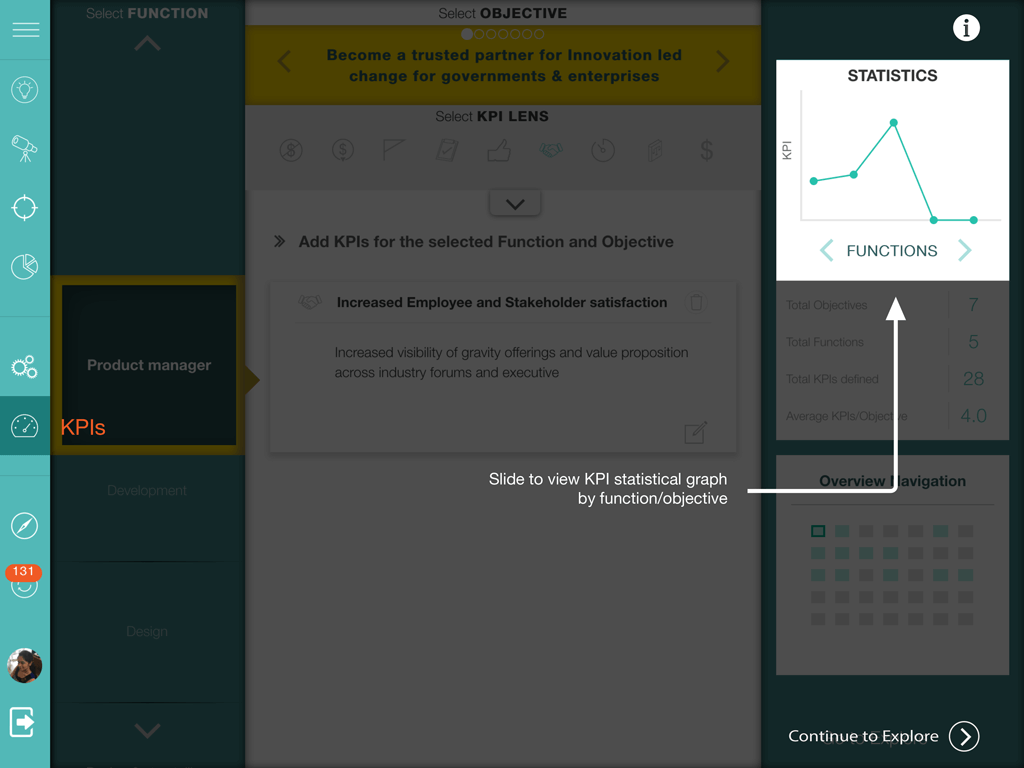 Select FUNCTION
Select OBJECTIVE
Become a trusted partner for Innovation led
change for governments & enterprises
Select KPI LENS
Add KPIs for the selected Function and Objective
Increased Employee and Stakeholder satisfaction
Increased visibility of gravity offerings and value proposition
across industry forums and executive
Product manager
KPIs
Development
Design
131
Slide to view KPI statistical graph
by function/objective
STATISTICS
KPI
FUNCTIONS
Total Objectives 7
Total Functions 5
Total KPIs defined 28
Average KPIs/Objective 4.0
Overview Navigation
Continue to Explore